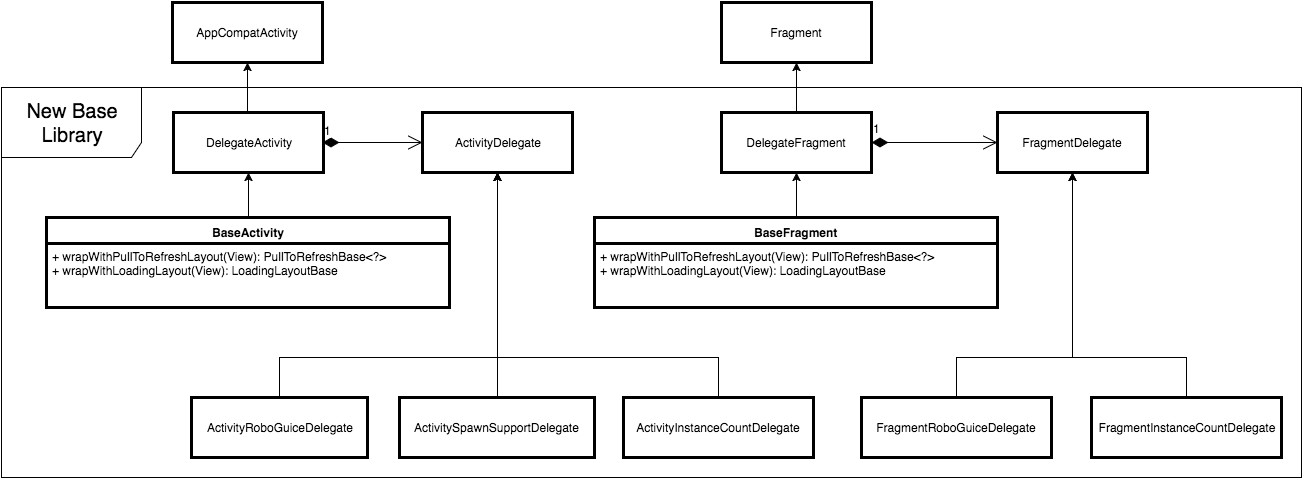 AppCompatActivity
Fragment
New Base
Library
DelegateActivity
1
ActivityDelegate
DelegateFragment
1
FragmentDelegate
BaseActivity
+ wrapWithPullToRefreshLayout(View): PullToRefreshBase<?>
+ wrapWithLoadingLayout(View): LoadingLayoutBase
BaseFragment
+ wrapWithPullToRefreshLayout(View): PullToRefreshBase<?>
+ wrapWithLoadingLayout(View): LoadingLayoutBase
ActivityRoboGuiceDelegate
ActivitySpawnSupportDelegate
ActivityInstanceCountDelegate
FragmentRoboGuiceDelegate
FragmentInstanceCountDelegate